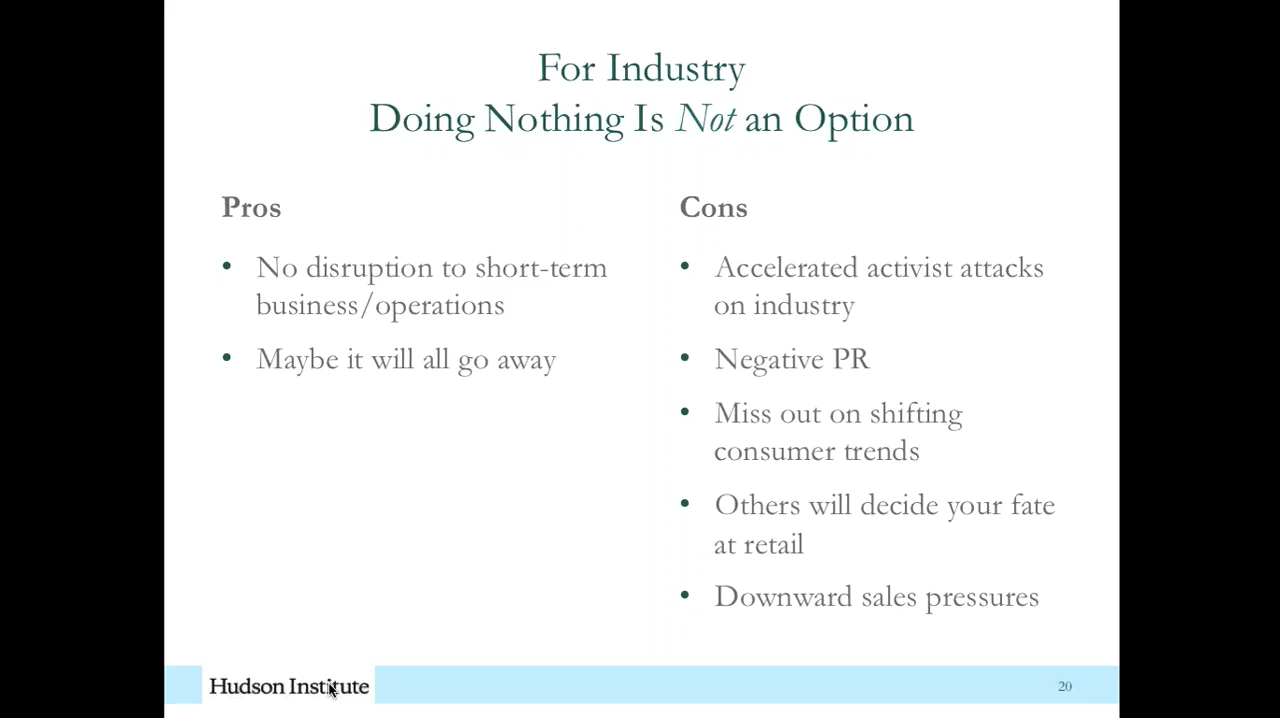 For Industry
Doing Nothing Is Not an Option
Pros
• No disruption to short-term
business/operations
• Maybe it will all go away
Cons
• Accelerated activist attacks
on industry
• Negative PR
• Miss out on shifting
consumer trends
• Others will decide your fate
at retail
• Downward sales pressures
Hudson Institute
20